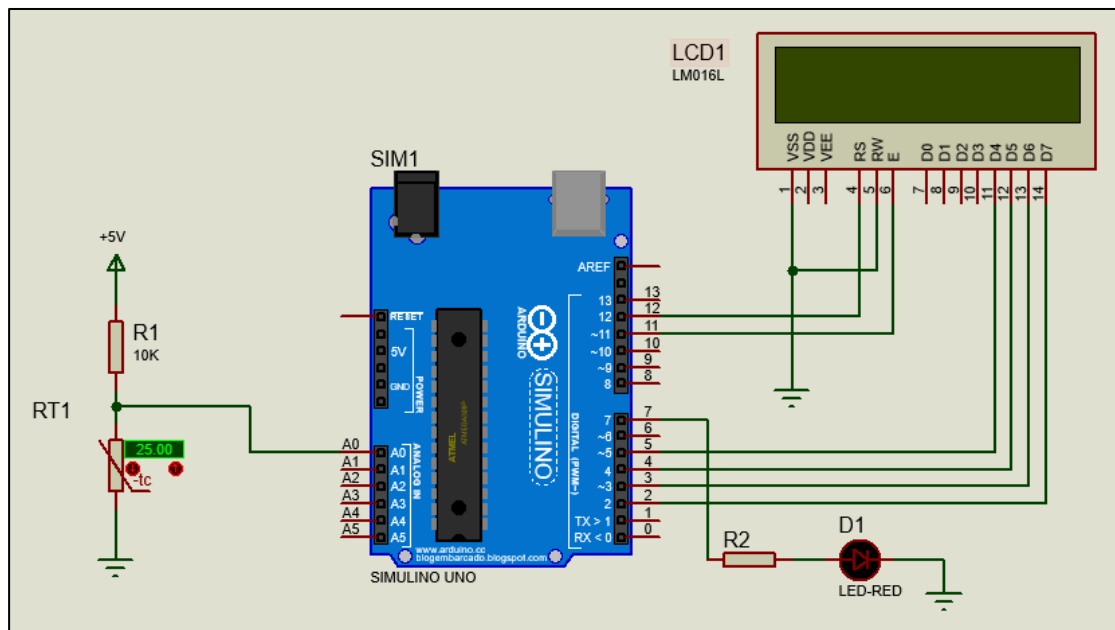 LCD1
LM016L
VSS
VDD
VEE
RS
RW
E
D0
D1
D2
D3
D4
D5
D6
D7
1
2
3
4
5
6
7
8
9
10
11
12
13
14
SIM1
+5V
R1
10K
RT1
25.00
-tc
RESET
5V
GND
POWER
A0
A1
A2
A3
A4
A5
A0
A1
A2
A3
A4
A5
ANALOG IN
ATMEL
ARDUINO
SIMULINO
DIGITAL (PWM~)
AREF
13
12
~11
~10
~9
8
7
~6
~5
4
~3
2
TX > 1
RX < 0
13
12
11
10
9
8
7
6
5
4
3
2
1
0
www.arduino.cc
blogembarcado.blogspot.com
SIMULINO UNO
R2
D1
LED-RED